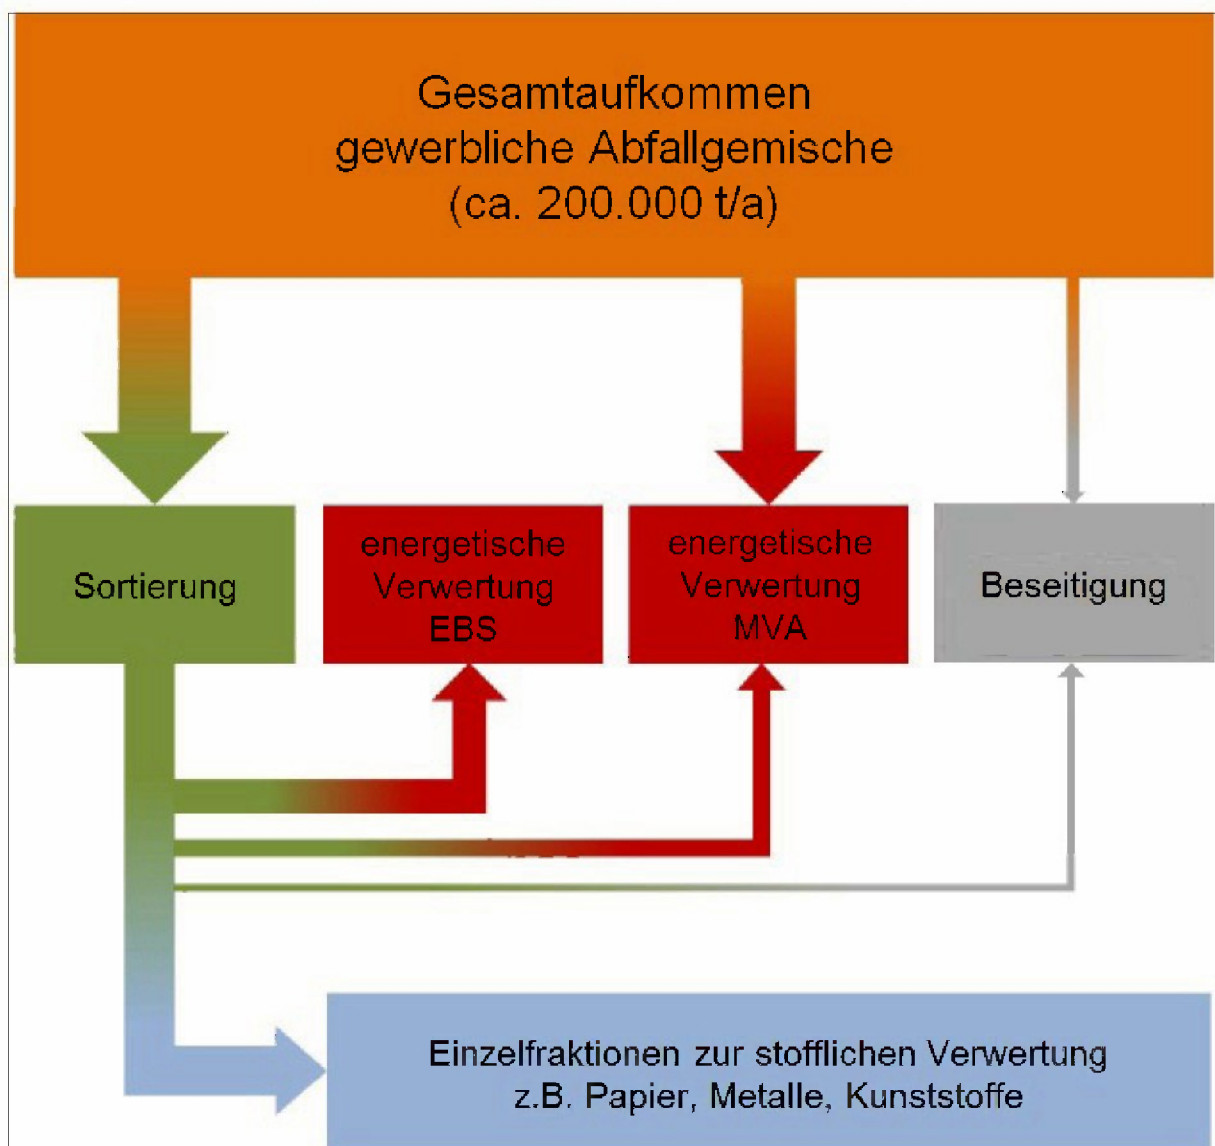 Gesamtaufkommen
gewerbliche Abfallgemische
(ca. 200.000 t/a)
Sortierung
energetische
Verwertung
EBS
energetische
Verwertung
MVA
Beseitigung
Einzelfraktionen zur stofflichen Verwertung
z.B. Papier, Metalle, Kunststoffe